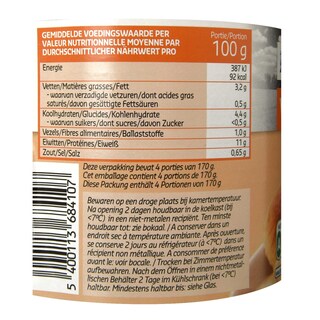 GEMIDDELDE VOEDINGSWAARDE PER
VALEUR NUTRITIONNELLE MOYENNE PAR
DURCHSCHNITTLICHER NÄHRWERT PRO
Portie/Portion
100 g
Energie
387 kJ
92 kcal
Vetten/Matières grasses/Fett
3,2 g
- waarvan verzadigde vetzuren/dont acides gras
saturés/davon gesättigte Fettsäuren
0,5 g
Koolhydraten/Glucides/Kohlenhydrate
4,4 g
- waarvan suikers/dont sucres/davon Zucker
<0,5 g
Vezels/Fibres alimentaires/Ballaststoffe
1,0 g
Eiwitten/Protéines/Eiweiß
11 g
Zout/Sel/Salz
0,65 g
Deze verpakking bevat 4 porties van 170 g.
Cet emballage contient 4 portions de 170 g.
Diese Packung enthält 4 Portionen von 170 g
Bewaren op een droge plaats bij kamertemperatuur.
Na opening 2 dagen houdbaar in de koelkast (bij
<7°C) in een niet-metalen recipiënt. Ten minste
houdbaar tot: zie bokaal. / A conserver dans un
endroit sec à température ambiante. Après ouverture,
se conserve 2 jours au réfrigérateur (à <7°C) dans un
récipient non métallique. A consommer de préférence
avant le: voir bocal. / Trocken bei Zimmertemperatur
aufbewahren. Nach dem Öffnen in einem nichtmetal-
lischen Behälter 2 Tage im Kühlschrank (bei <7°C)
haltbar. Mindestens haltbar bis: siehe Glas.
5 400113 684107